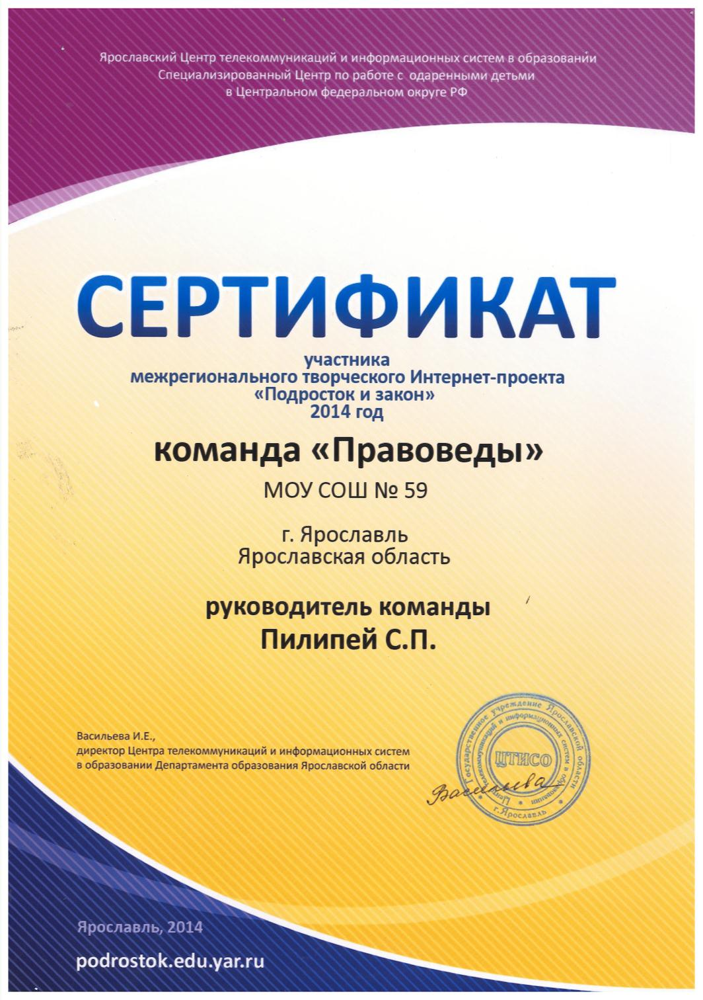 Ярославский Центр телекоммуникаций и информационных систем в образовании
Специализированный Центр по работе с одаренными детьми
в Центральном федеральном округе РФ
СЕРТИФИКАТ
участника
межрегионального творческого Интернет-проекта
«Подросток и закон»
2014 год
команда «Правоведы»
МОУ СОШ № 59
г. Ярославль
Ярославская область
руководитель команды
Пилипей С.П.
Васильева И.Е.,
директор Центра телекоммуникаций и информационных систем
в образовании Департамента образования Ярославской области
Государственное учреждение Ярославской области
Центр телекоммуникаций и информационных систем в образовании
ЦТИСО
г. Ярославль
Васильева
Ярославль, 2014
podrostok.edu.yar.ru